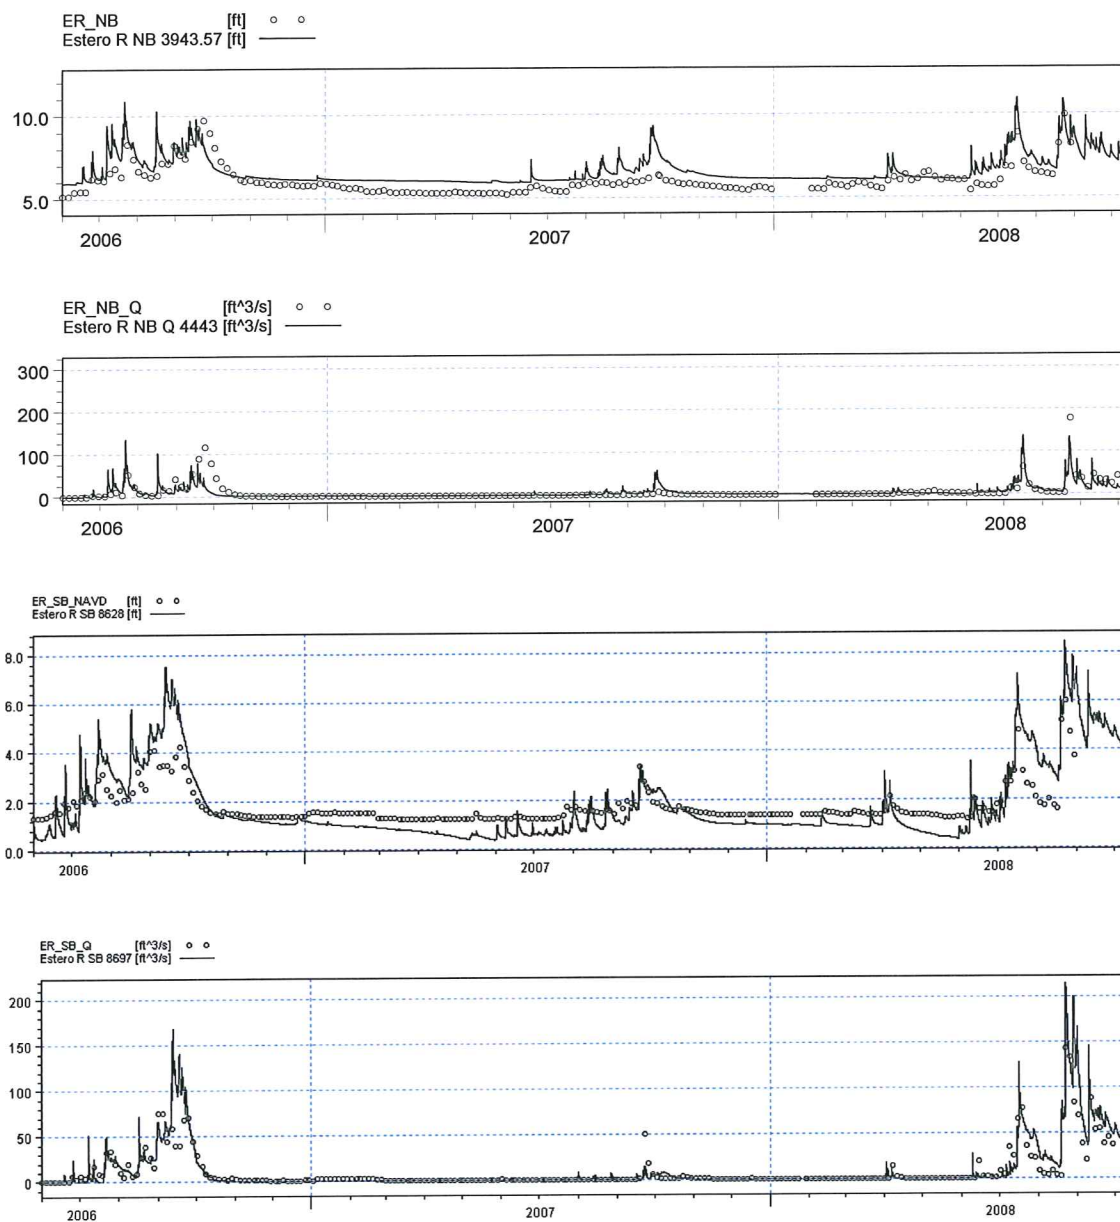 ER_NB [ft]
Estero R NB 3943.57 [ft]
10.0
5.0
2006 2007 2008
ER_NB_Q [ft^3/s]
Estero R NB Q 4443 [ft^3/s]
300
200
100
0
2006 2007 2008
ER_SB_NAVD [ft]
Estero R SB 8628 [ft]
8.0
6.0
4.0
2.0
0.0
2006 2007 2008
ER_SB_Q [ft^3/s]
Estero R SB 8697 [ft^3/s]
200
150
100
50
0
2006 2007 2008